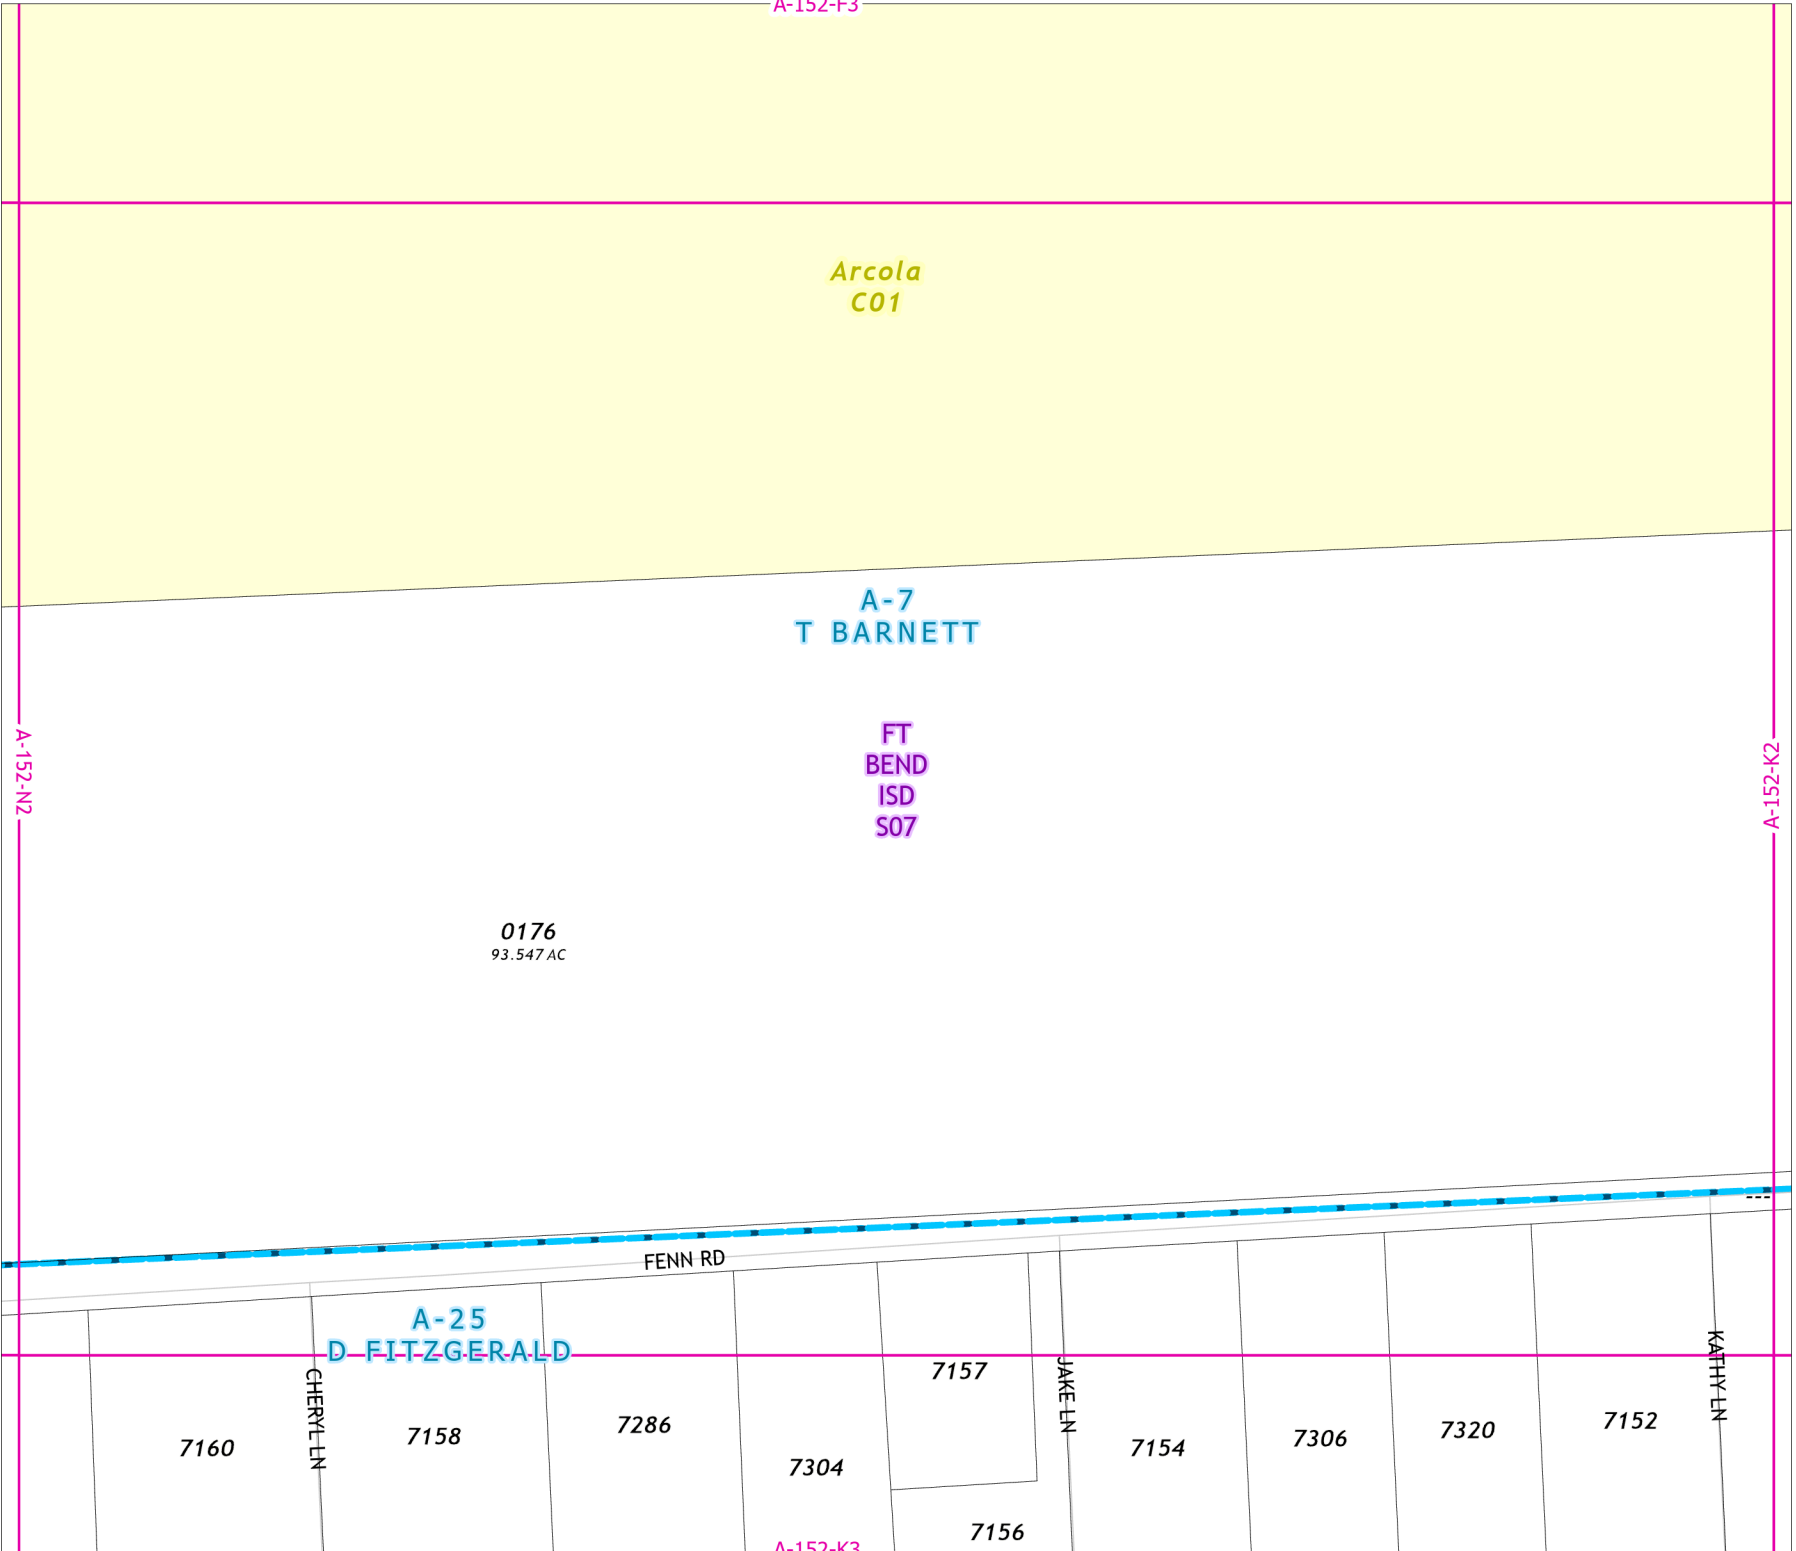 A-152-F3
Arcola
C01
A-7
T BARNETT
FT
BEND
ISD
S07
A-152-N2
A-152-K2
0176
93.547 AC
FENN RD
A-25
D FITZGERALD
CHERYL LN
JAKE LN
KATHY LN
7157
7160
7158
7286
7304
7154
7306
7320
7152
7156
A-152-K3